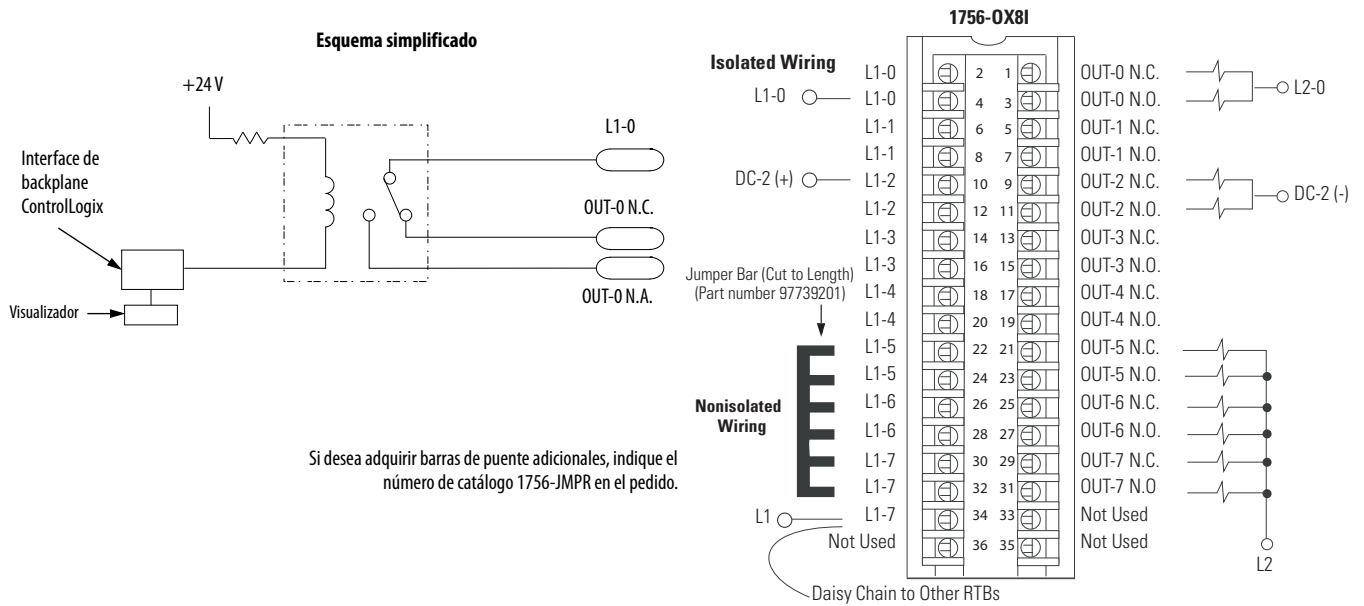 Esquema simplificado
+24 V
Interface de
backplane
ControlLogix
Visualizador
L1-0
OUT-0 N.C.
OUT-0 N.A.
Si desea adquirir barras de puente adicionales, indique el
número de catálogo 1756-JMPR en el pedido.
1756-OX8I
Isolated Wiring
L1-0 2 1 OUT-0 N.C.
L1-0 L1-0 4 3 OUT-0 N.O. L2-0
L1-1 6 5 OUT-1 N.C.
L1-1 8 7 OUT-1 N.O.
DC-2 (+) L1-2 10 9 OUT-2 N.C. DC-2 (-)
L1-2 12 11 OUT-2 N.O.
L1-3 14 13 OUT-3 N.C.
L1-3 16 15 OUT-3 N.O.
Jumper Bar (Cut to Length)
(Part number 97739201)
L1-4 18 17 OUT-4 N.C.
L1-4 20 19 OUT-4 N.O.
L1-5 22 21 OUT-5 N.C.
L1-5 24 23 OUT-5 N.O.
Nonisolated
Wiring
L1-6 26 25 OUT-6 N.C.
L1-6 28 27 OUT-6 N.O.
L1-7 30 29 OUT-7 N.C.
L1-7 32 31 OUT-7 N.O
L1 L1-7 34 33 Not Used
Not Used 36 35 Not Used
L2
Daisy Chain to Other RTBs